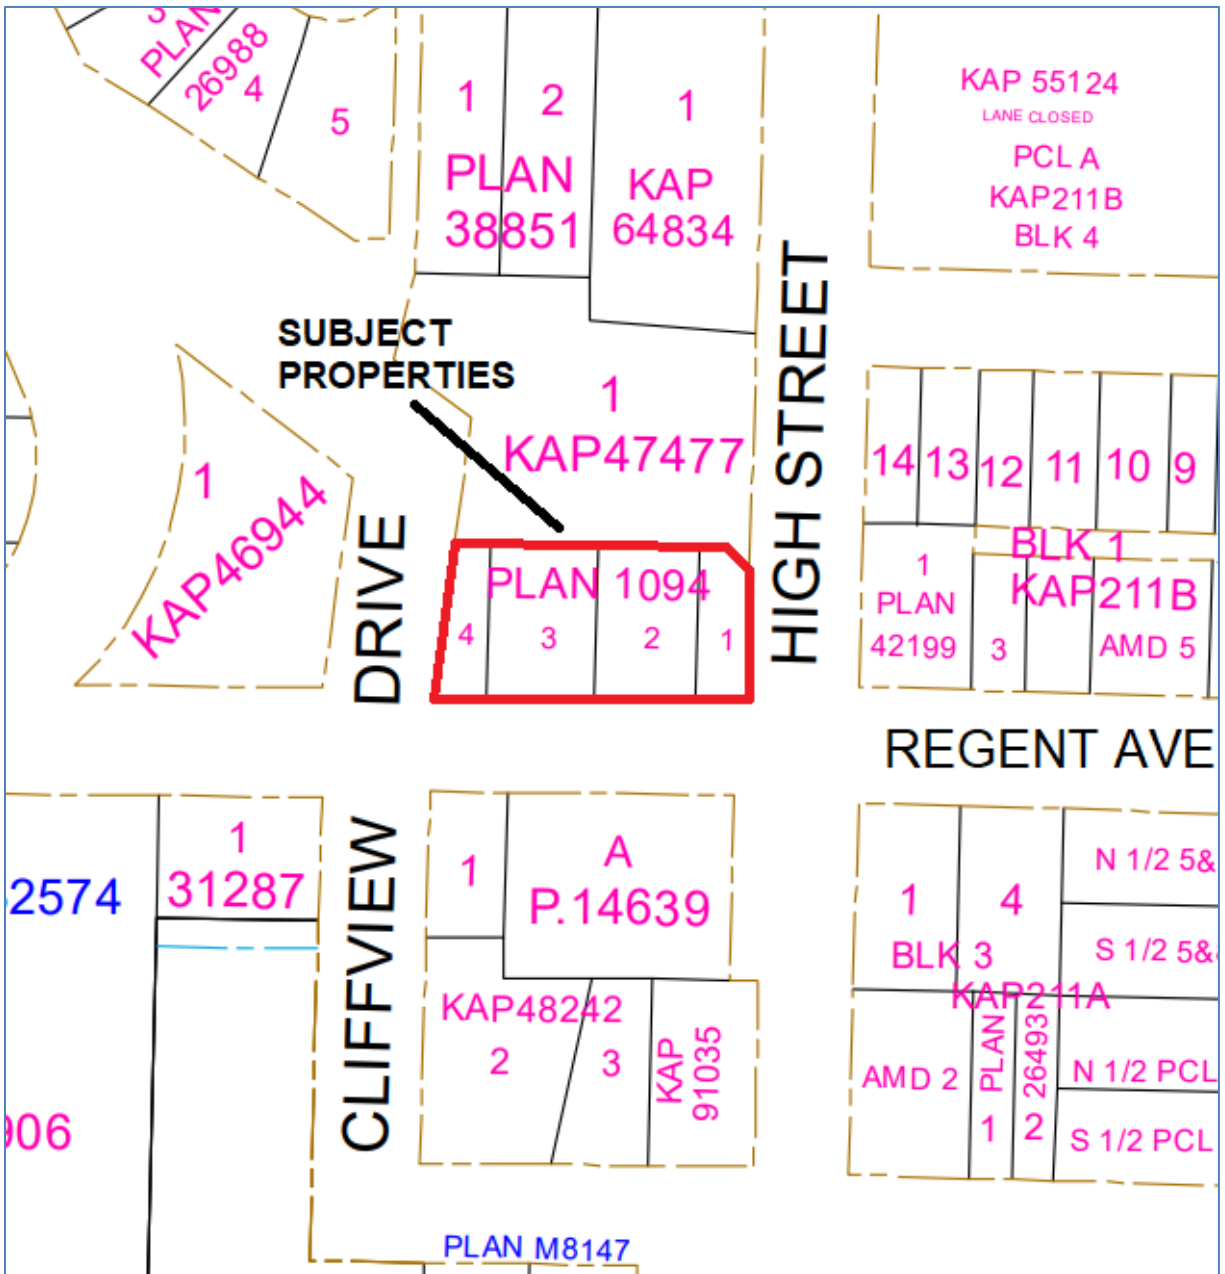 3
PLAN
26988
4
5
1
2
PLAN
38851
1
KAP
64834
KAP 55124
LANE CLOSED
PCL A
KAP211B
BLK 4
SUBJECT
PROPERTIES
1
KAP47477
HIGH STREET
1
KAP46944
DRIVE
PLAN 1094
4
3
2
1
14
13
12
11
10
9
BLK 1
KAP211B
1
PLAN
42199
3
AMD 5
REGENT AVE
1
31287
2574
CLIFFVIEW
1
A
P.14639
KAP48242
2
3
KAP
91035
1
4
BLK 3
KAP211A
N 1/2 5&
S 1/2 5&
AMD 2
PLAN
26493
1
2
N 1/2 PCL
S 1/2 PCL
906
PLAN M8147